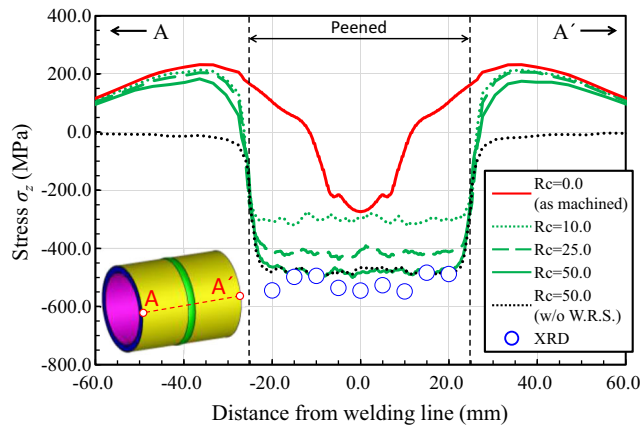 400.0
200.0
0.0
-200.0
-400.0
-600.0
-800.0
Stress σz (MPa)
A
Peened
A´
Rc=0.0
(as machined)
Rc=10.0
Rc=25.0
Rc=50.0
Rc=50.0
(w/o W.R.S.)
XRD
A
A´
-60.0 -40.0 -20.0 0.0 20.0 40.0 60.0
Distance from welding line (mm)